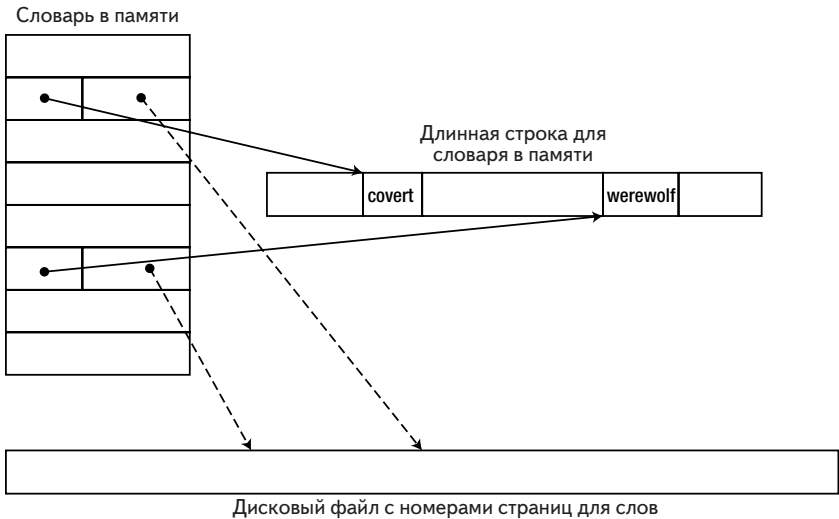 Словарь в памяти
Длинная строка для
словаря в памяти
covert
werewolf
Дисковый файл с номерами страниц для слов